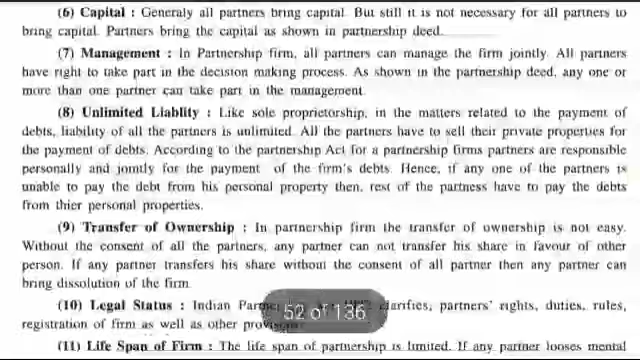 (6) Capital : Generaly all partners bring capital. But still it is not necessary for all partners to
bring capital. Partners bring the capital as shown in partnership deed.
(7) Management : In Partnership firm, all partners can manage the firm jointly. All partners
have right to take part in the decision making process. As shown in the partnership deed, any one or
more than one partner can take part in the management.
(8) Unlimited Liablity : Like sole proprietorship, in the matters related to the payment of
debts, liability of all the partners is unlimited. All the partners have to sell their private properties for
the payment of debts. According to the partnership Act for a partnership firms partners are responsible
personally and jointly for the payment of the firm's debts. Hence, if any one of the partners is
unable to pay the debt from his personal property then, rest of the partness have to pay the debts
from thier personal properties.
(9) Transfer of Ownership : In partnership firm the transfer of ownership is not easy.
Without the consent of all the partners, any partner can not transfer his share in favour of other
person. If any partner transfers his share without the consent of all partner then any partner can
bring dissolution of the firm.
(10) Legal Status : Indian clarifies, partners' rights, duties, rules,
registration of firm as well as other
52 of 136
(11) Life Span of Firm : The life span of partnership is limited. If any partner looses mental